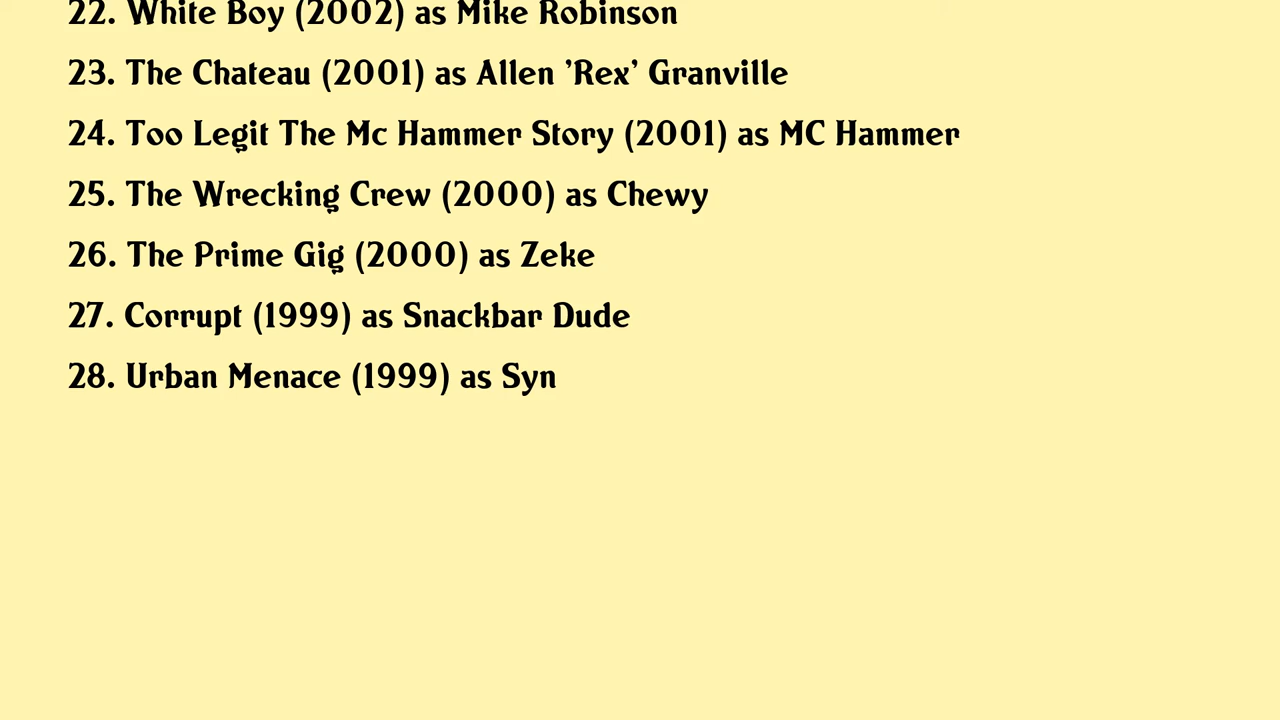 22. White Boy (2002) as Mike Robinson
23. The Chateau (2001) as Allen 'Rex' Granville
24. Too Legit The Mc Hammer Story (2001) as MC Hammer
25. The Wrecking Crew (2000) as Chewy
26. The Prime Gig (2000) as Zeke
27. Corrupt (1999) as Snackbar Dude
28. Urban Menace (1999) as Syn